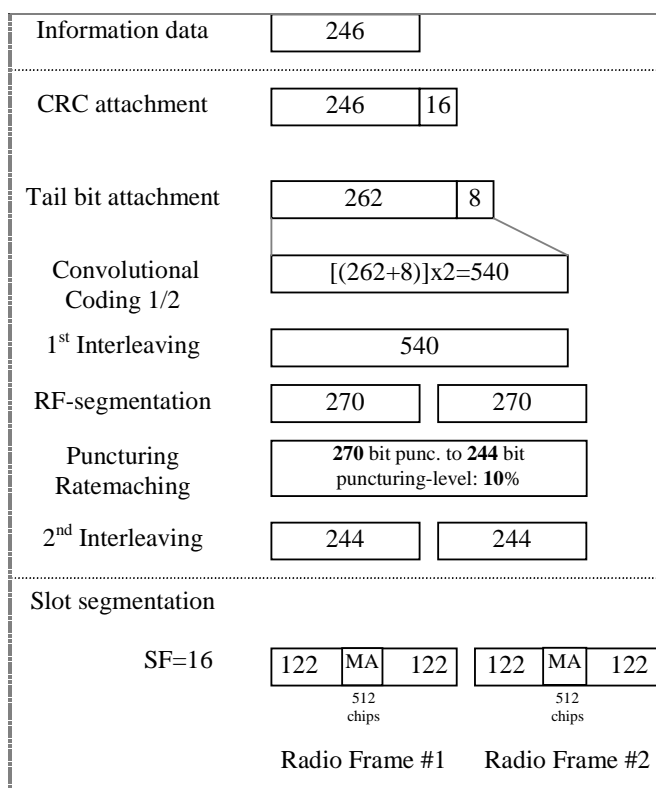 Information data 246
CRC attachment 246 16
Tail bit attachment 262 8
Convolutional
Coding 1/2
[(262+8)]x2=540
1st Interleaving 540
RF-segmentation 270 270
Puncturing
Ratemaching
270 bit punc. to 244 bit
puncturing-level: 10%
2nd Interleaving 244 244
Slot segmentation
SF=16 122 MA 122 122 MA 122
512
chips
512
chips
Radio Frame #1 Radio Frame #2